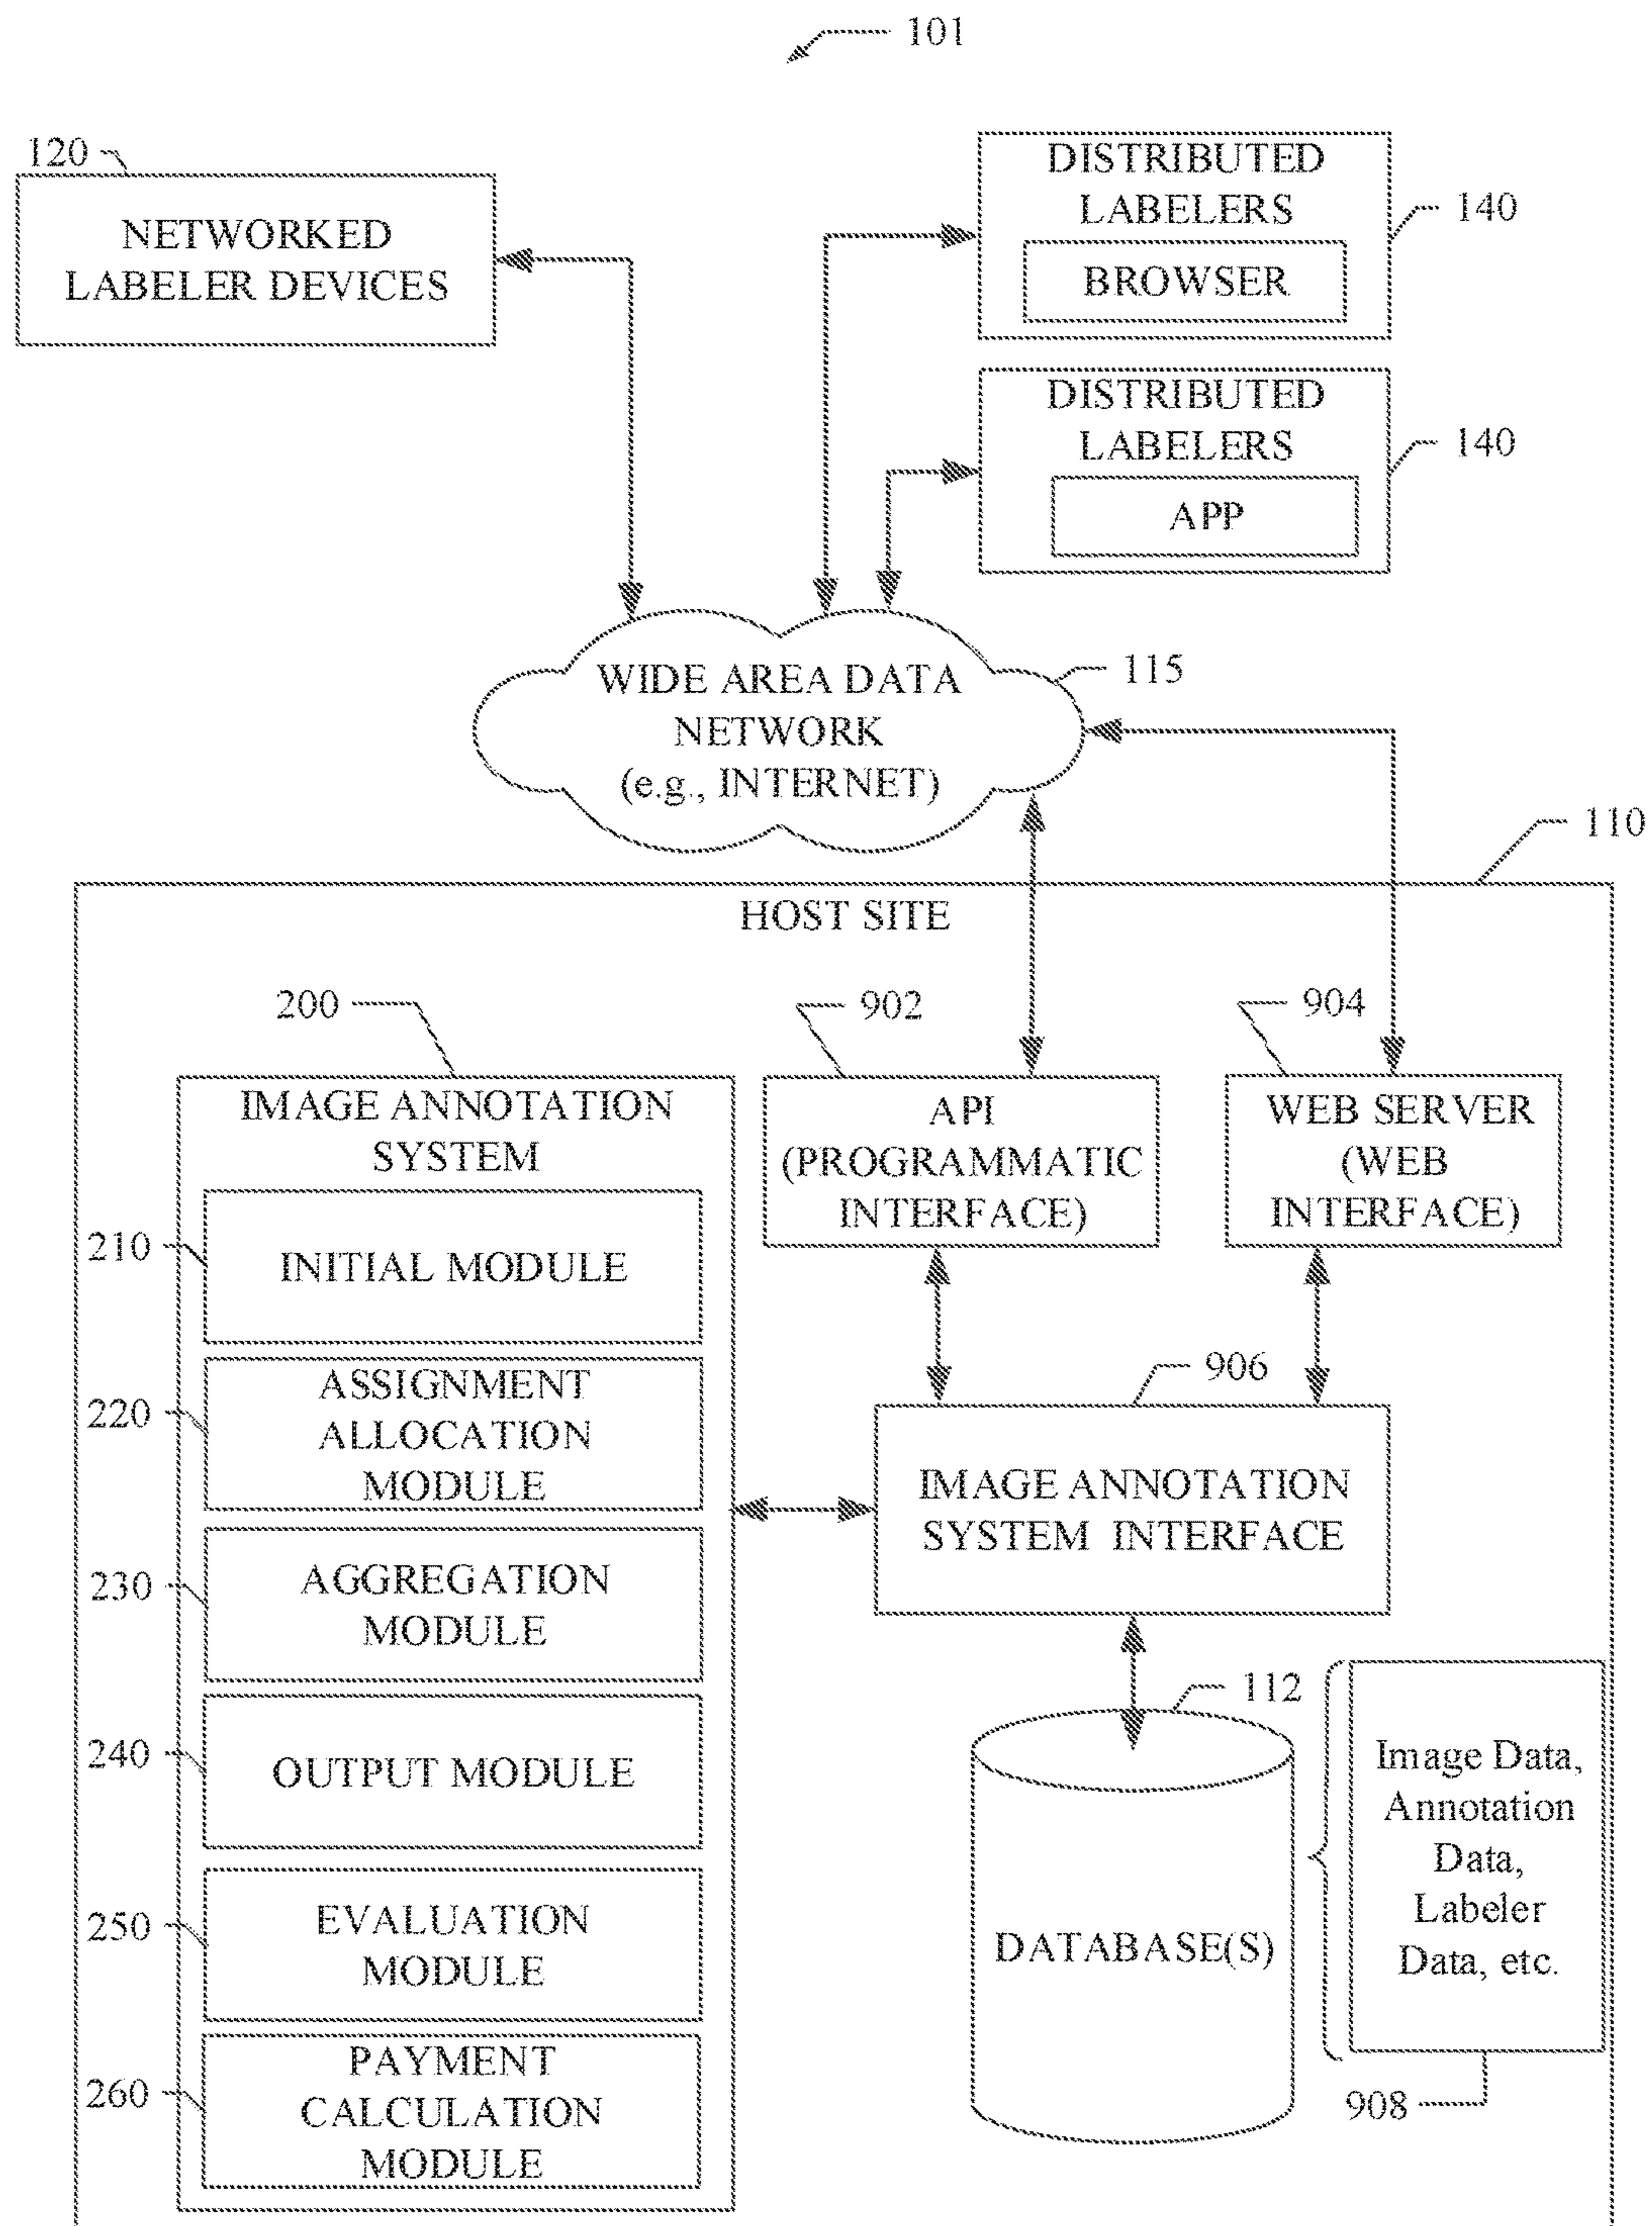 101
120
NETWORKED
LABELER DEVICES
DISTRIBUTED
LABELERS
BROWSER
140
DISTRIBUTED
LABELERS
APP
140
WIDE AREA DATA
NETWORK
(e.g., INTERNET)
115
110
HOST SITE
200
IMAGE ANNOTATION
SYSTEM
210
INITIAL MODULE
220
ASSIGNMENT
ALLOCATION
MODULE
230
AGGREGATION
MODULE
240
OUTPUT MODULE
250
EVALUATION
MODULE
260
PAYMENT
CALCULATION
MODULE
902
API
(PROGRAMMATIC
INTERFACE)
904
WEB SERVER
(WEB
INTERFACE)
906
IMAGE ANNOTATION
SYSTEM INTERFACE
112
DATABASE(S)
Image Data,
Annotation
Data,
Labeler
Data, etc.
908